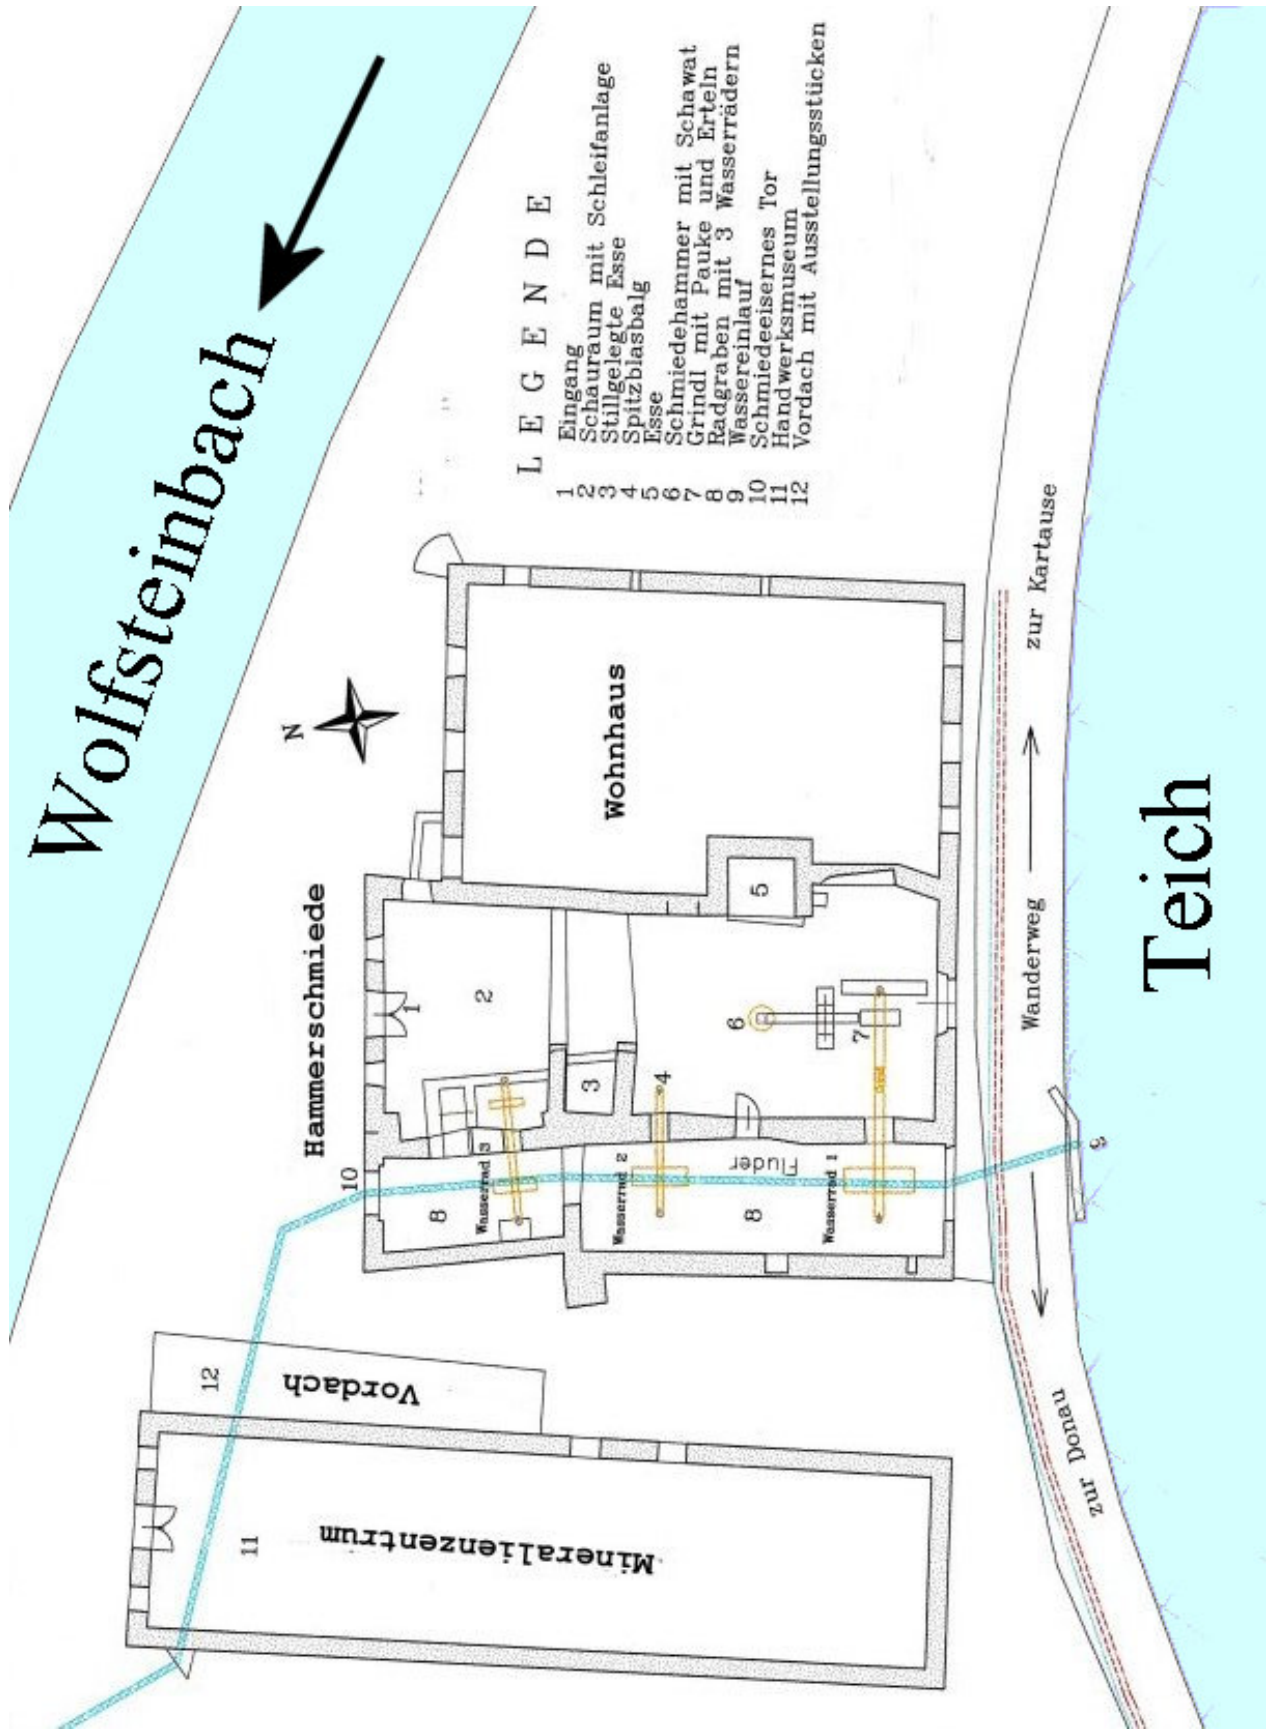 Wolfsteinbach
LEGENDE
1 Eingang
2 Schauraum mit Schleifanlage
3 Stillgelegte Esse
4 Spitzblasbalg
5 Esse
6 Schmiedehammer mit Schawat
7 Grindl mit Pauke und Erteln
8 Radgraben mit 3 Wasserrädern
9 Wassereinlauf
10 Schmiedeeisernes Tor
11 Handwerksmuseum
12 Vordach mit Ausstellungsstücken
N
Hammerschmiede
Wohnhaus
1
2
3
4
5
6
7
8
8
9
10
Wasserrad 3
Wasserrad 2
Wasserrad 1
Fluder
12
Vordach
11
Mineralienzentrum
zur Kartause
Wanderweg
zur Donau
Teich